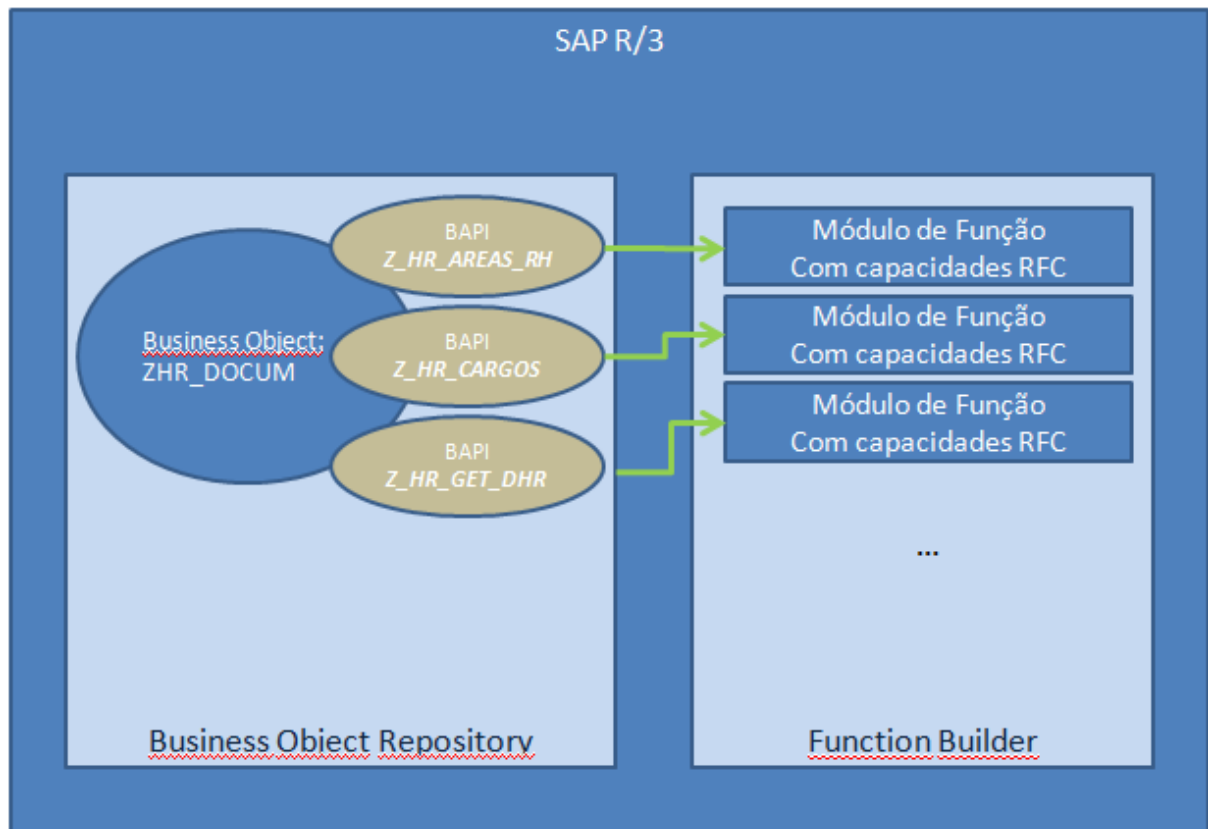 SAP R/3
BAPI
Z_HR_AREAS_RH
Business Object:
ZHR_DOCUM
BAPI
Z_HR_CARGOS
BAPI
Z_HR_GET_DHR
Business Object Repository
Módulo de Função
Com capacidades RFC
Módulo de Função
Com capacidades RFC
Módulo de Função
Com capacidades RFC
...
Function Builder